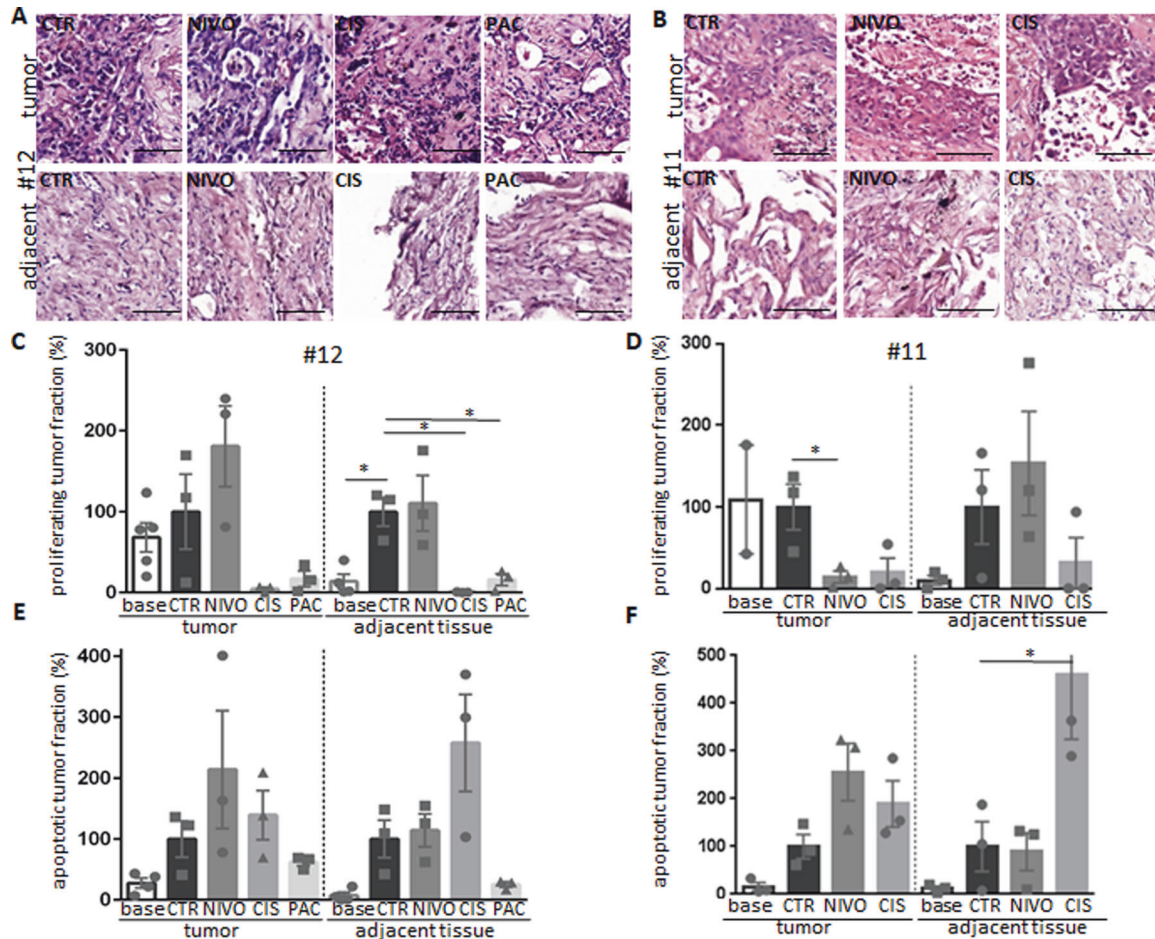 A
CTR NIVO CIS PAC
tumor
CTR NIVO CIS PAC
adjacent #12
B
CTR NIVO CIS
tumor
CTR NIVO CIS
adjacent #11
C
#12
proliferating tumor fraction (%)
300
200
100
0
*
*
*
base CTR NIVO CIS PAC base CTR NIVO CIS PAC
tumor adjacent tissue
D
#11
proliferating tumor fraction (%)
300
200
100
0
*
base CTR NIVO CIS base CTR NIVO CIS
tumor adjacent tissue
E
apoptotic tumor fraction (%)
400
300
200
100
0
base CTR NIVO CIS PAC base CTR NIVO CIS PAC
tumor adjacent tissue
F
apoptotic tumor fraction (%)
500
400
300
200
100
0
*
base CTR NIVO CIS base CTR NIVO CIS
tumor adjacent tissue